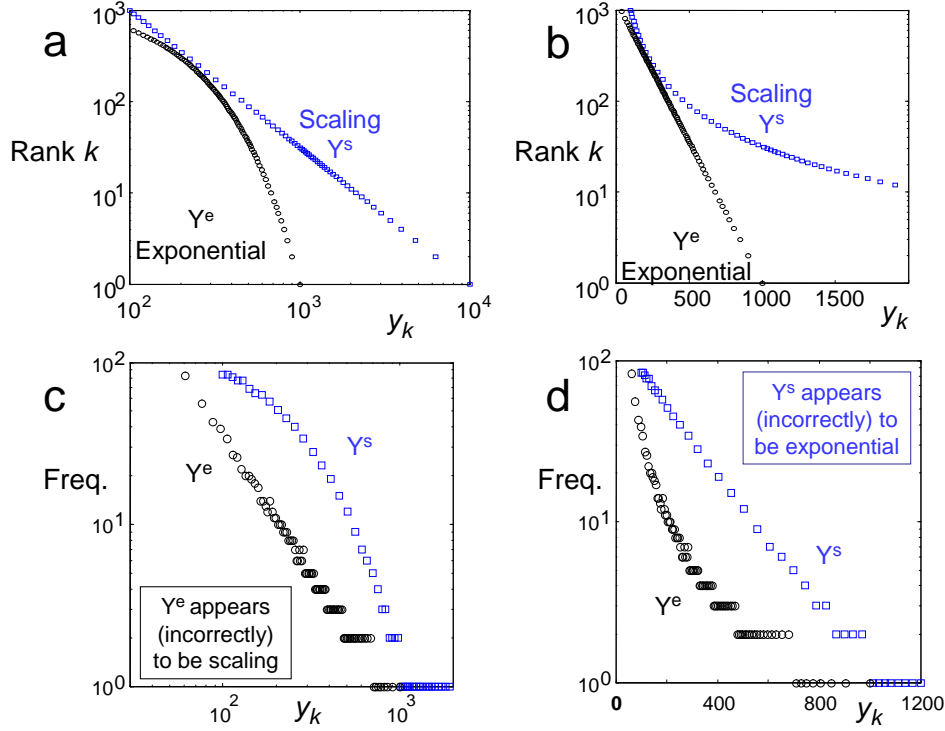 a
10³
10²
10¹
10⁰
Rank k
Scaling
Yˢ
Yᵉ
Exponential
10²
10³
10⁴
yₖ
b
10³
10²
10¹
10⁰
Rank k
Scaling
Yˢ
Yᵉ
Exponential
0
500
1000
1500
yₖ
c
10²
10¹
10⁰
Freq.
Yˢ
Yᵉ
Yᵉ appears
(incorrectly)
to be scaling
10²
10³
yₖ
d
10²
10¹
10⁰
Freq.
Yˢ appears
(incorrectly) to
be exponential
Yˢ
Yᵉ
0
400
800
1200
yₖ